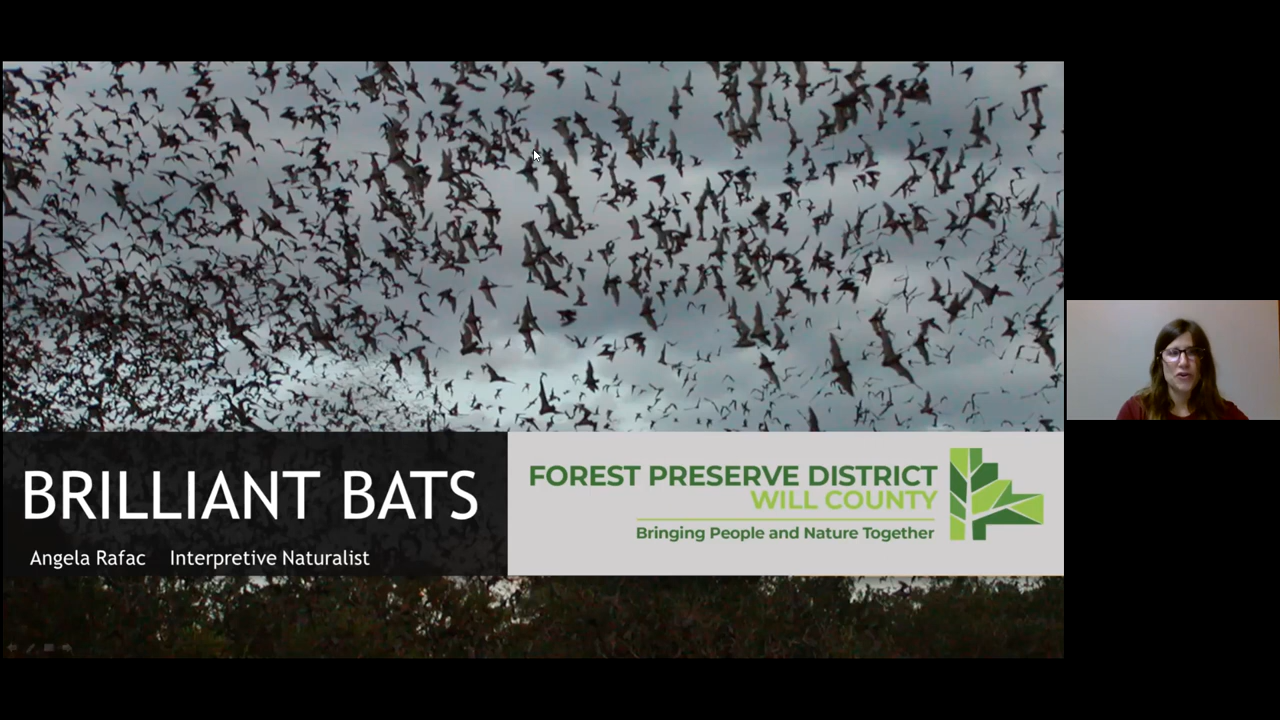 BRILLIANT BATS
Angela Rafac Interpretive Naturalist
FOREST PRESERVE DISTRICT
WILL COUNTY
Bringing People and Nature Together